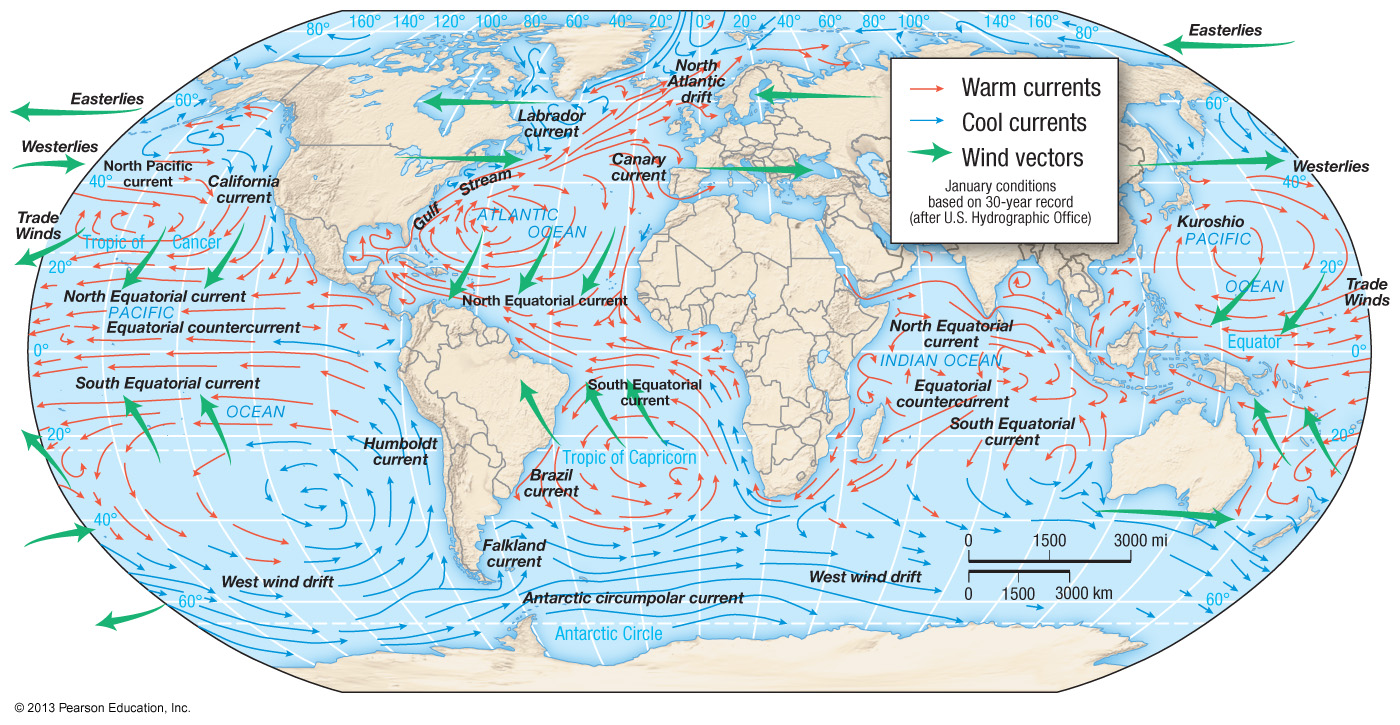 160° 140° 120° 100° 80° 60° 40° 20° 0° 20° 40° 60° 80° 100° 140° 160°
80°
80°
Easterlies
Easterlies
60°
60°
Westerlies
Westerlies
North Pacific
current
40°
40°
California
current
Trade
Winds
Tropic of Cancer
20°
20°
North Equatorial current
PACIFIC
Equatorial countercurrent
0°
South Equatorial current
OCEAN
20°
40°
West wind drift
60°
Labrador
current
North
Atlantic
drift
Canary
current
Gulf Stream
ATLANTIC
OCEAN
North Equatorial current
South Equatorial
current
Humboldt
current
Tropic of Capricorn
Brazil
current
Falkland
current
Antarctic circumpolar current
Antarctic Circle
Warm currents
Cool currents
Wind vectors
January conditions
based on 30-year record
(after U.S. Hydrographic Office)
Kuroshio
PACIFIC
OCEAN
20°
Trade
Winds
Equator
0°
North Equatorial
current
INDIAN OCEAN
Equatorial
countercurrent
South Equatorial
current
20°
0 1500 3000 mi
0 1500 3000 km
West wind drift
60°
© 2013 Pearson Education, Inc.